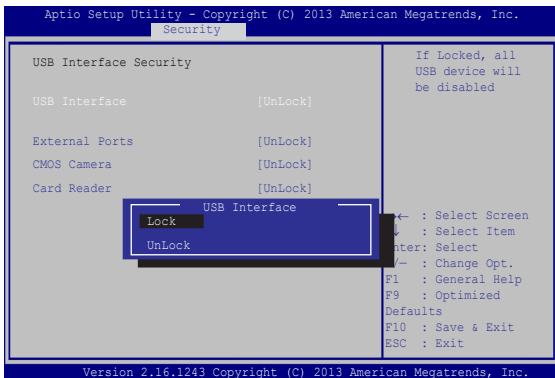 Aptio Setup Utility - Copyright (C) 2013 American Megatrends, Inc.
Security
USB Interface Security
USB Interface [UnLock]
External Ports [UnLock]
CMOS Camera [UnLock]
Card Reader [UnLock]
USB Interface
Lock
UnLock
If Locked, all
USB device will
be disabled
→← : Select Screen
↓ : Select Item
nter: Select
/— : Change Opt.
F1 : General Help
F9 : Optimized
Defaults
F10 : Save & Exit
ESC : Exit
Version 2.16.1243 Copyright (C) 2013 American Megatrends, Inc.